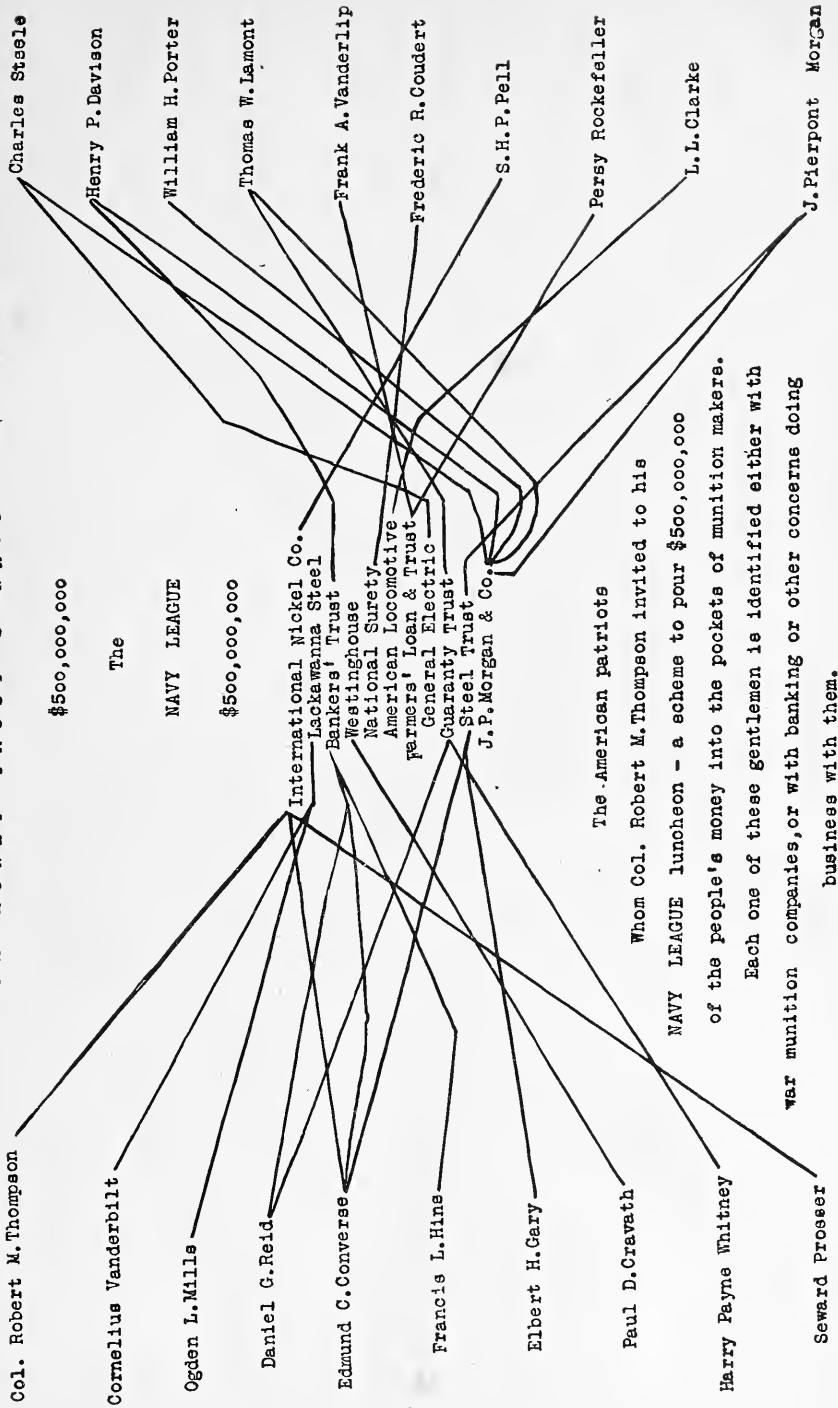 Col. Robert M. Thompson
Cornelius Vanderbilt
Ogden L. Mills
Daniel G. Reid
Edmund C. Converse
Francis L. Hine
Elbert H. Gary
Paul D. Cravath
Harry Payne Whitney
Seward Prosser
$500,000,000
The
NAVY LEAGUE
$500,000,000
International Nickel Co.
Lackawanna Steel
Bankers' Trust
Westinghouse
National Surety
American Locomotive
Farmers' Loan & Trust
General Electric
Guaranty Trust
Steel Trust
J.P. Morgan & Co.
Charles Steele
Henry P. Davison
William H. Porter
Thomas W. Lamont
Frank A. Vanderlip
Frederic R. Coudert
S.H.P. Pell
Persy Rockefeller
L.L. Clarke
J. Pierpont Morgan
The American patriots
Whom Col. Robert M. Thompson invited to his
NAVY LEAGUE luncheon - a scheme to pour $500,000,000
of the people's money into the pockets of munition makers.
Each one of these gentlemen is identified either with
war munition companies, or with banking or other concerns doing
business with them.